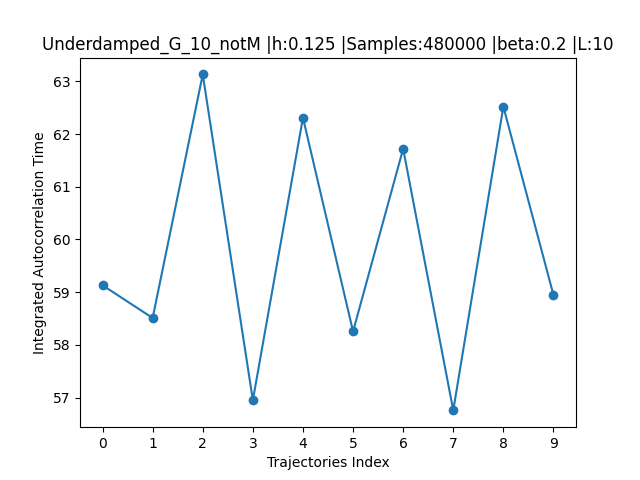 Underdamped_G_10_notM |h:0.125 |Samples:480000 |beta:0.2 |L:10
Integrated Autocorrelation Time
63
62
61
60
59
58
57
0 1 2 3 4 5 6 7 8 9
Trajectories Index